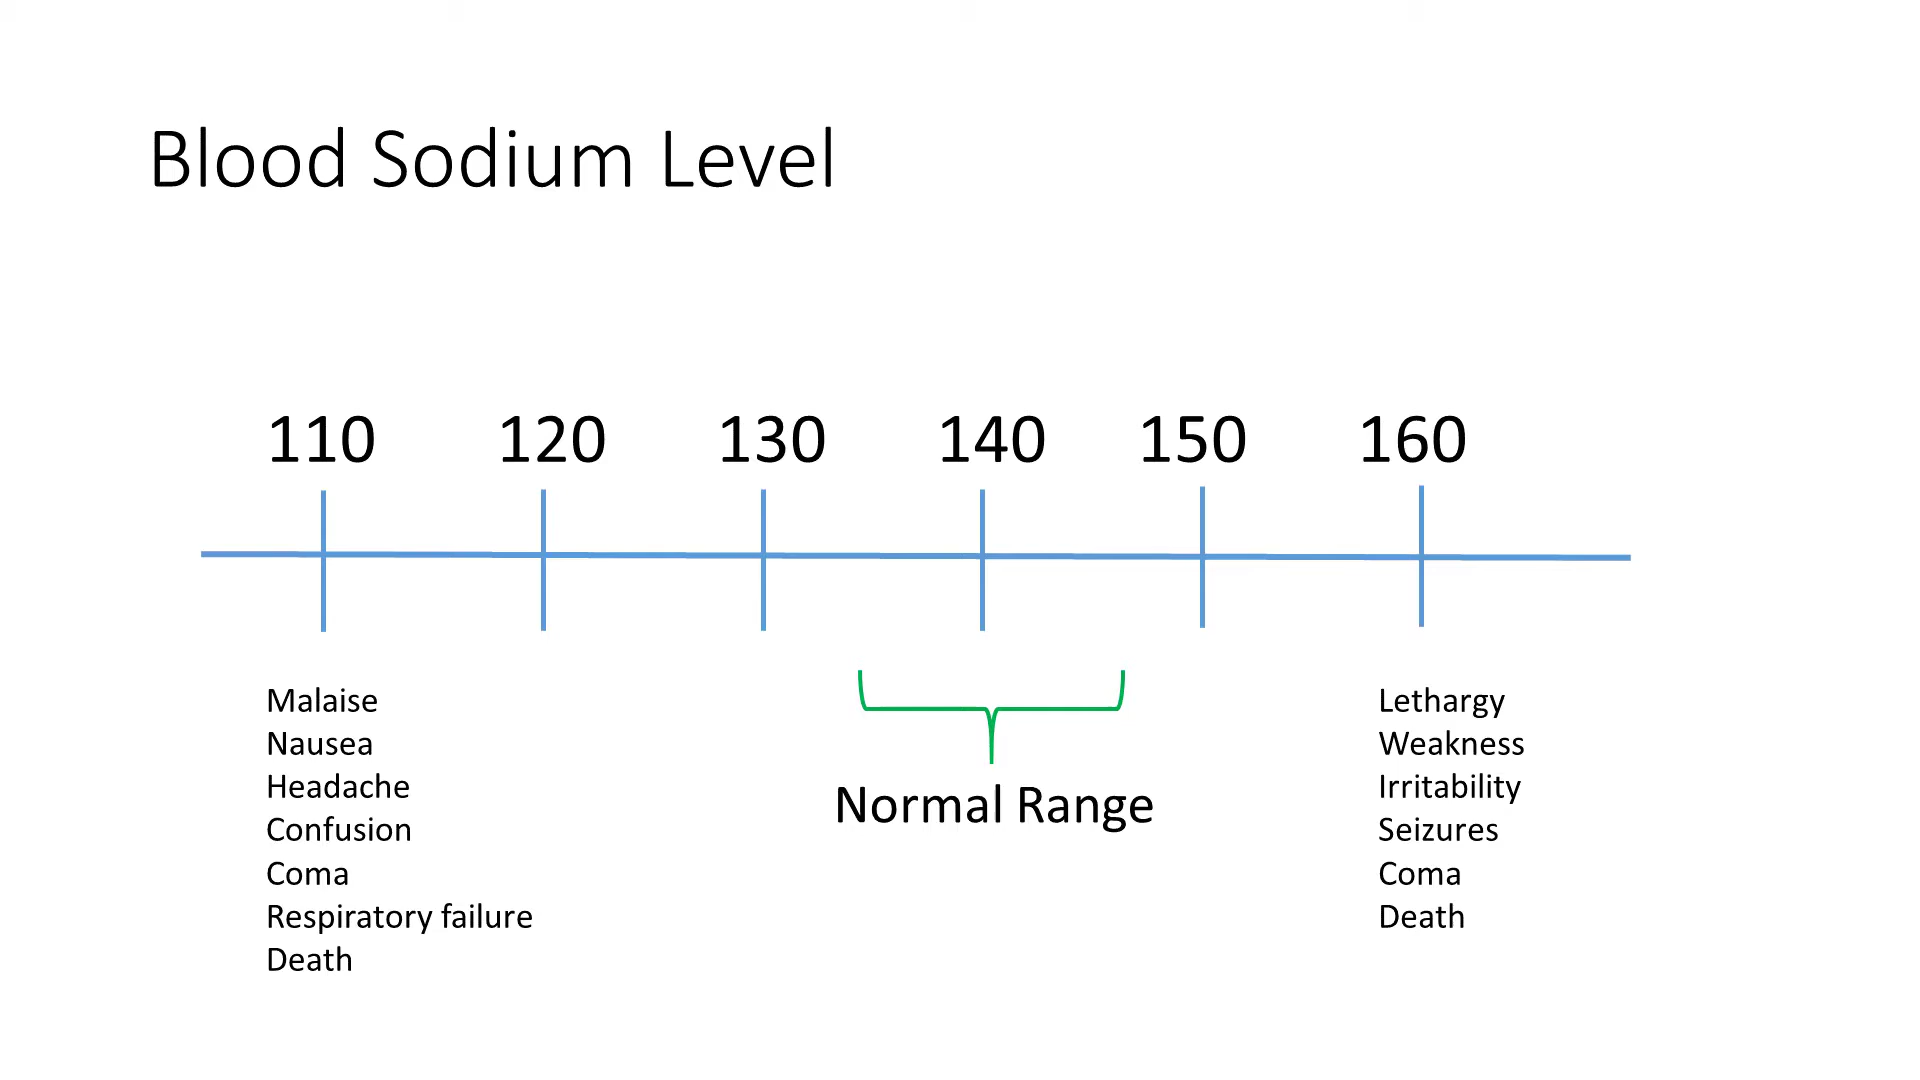 Blood Sodium Level
110 120 130 140 150 160
Malaise
Nausea
Headache
Confusion
Coma
Respiratory failure
Death
Normal Range
Lethargy
Weakness
Irritability
Seizures
Coma
Death